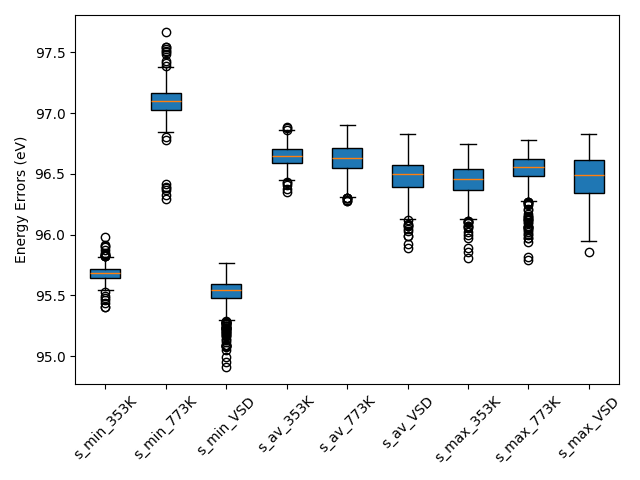 Energy Errors (eV)
97.5
97.0
96.5
96.0
95.5
95.0
s_min_353K
s_min_773K
s_min_VSD
s_av_353K
s_av_773K
s_av_VSD
s_max_353K
s_max_773K
s_max_VSD